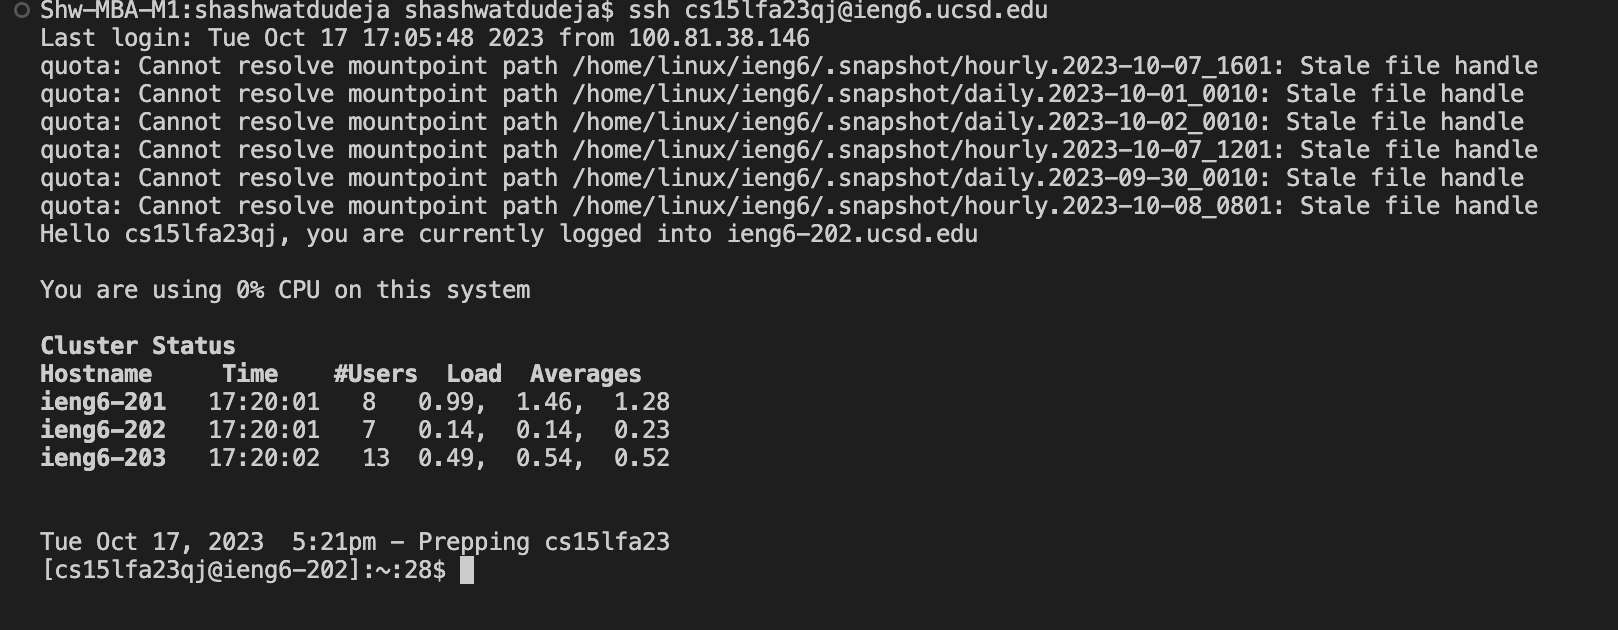 Shw-MBA-M1:shashwatdudeja shashwatdudeja$ ssh cs15lfa23qj@ieng6.ucsd.edu
Last login: Tue Oct 17 17:05:48 2023 from 100.81.38.146
quota: Cannot resolve mountpoint path /home/linux/ieng6/.snapshot/hourly.2023-10-07_1601: Stale file handle
quota: Cannot resolve mountpoint path /home/linux/ieng6/.snapshot/daily.2023-10-01_0010: Stale file handle
quota: Cannot resolve mountpoint path /home/linux/ieng6/.snapshot/daily.2023-10-02_0010: Stale file handle
quota: Cannot resolve mountpoint path /home/linux/ieng6/.snapshot/hourly.2023-10-07_1201: Stale file handle
quota: Cannot resolve mountpoint path /home/linux/ieng6/.snapshot/daily.2023-09-30_0010: Stale file handle
quota: Cannot resolve mountpoint path /home/linux/ieng6/.snapshot/hourly.2023-10-08_0801: Stale file handle
Hello cs15lfa23qj, you are currently logged into ieng6-202.ucsd.edu

You are using 0% CPU on this system

Cluster Status
Hostname     Time    #Users  Load  Averages
ieng6-201   17:20:01   8   0.99,  1.46,  1.28
ieng6-202   17:20:01   7   0.14,  0.14,  0.23
ieng6-203   17:20:02   13  0.49,  0.54,  0.52

Tue Oct 17, 2023  5:21pm - Prepping cs15lfa23
[cs15lfa23qj@ieng6-202]:~:28$